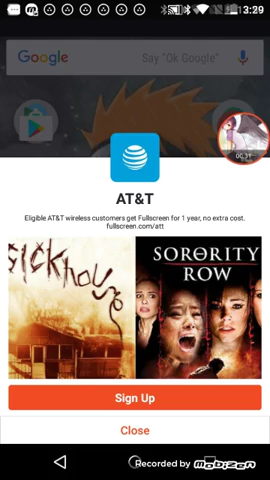 3:29
Google
Say "Ok Google"
00:31
AT&T
Eligible AT&T wireless customers get Fullscreen for 1 year, no extra cost.
fullscreen.com/att
sickhouse
SORORITY
ROW
Sign Up
Close
Recorded by mobizen